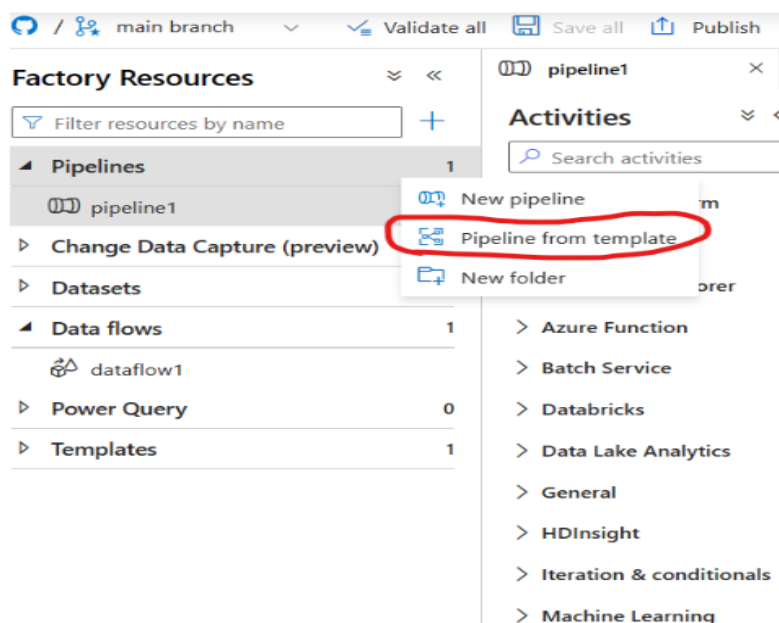 / main branch Validate all Save all Publish
Factory Resources
Filter resources by name
Pipelines 1
pipeline1
Change Data Capture (preview)
Datasets
Data flows 1
dataflow1
Power Query 0
Templates 1
New pipeline
Pipeline from template
New folder
pipeline1
Activities
Search activities
rm
orer
Azure Function
Batch Service
Databricks
Data Lake Analytics
General
HDInsight
Iteration & conditionals
Machine Learning